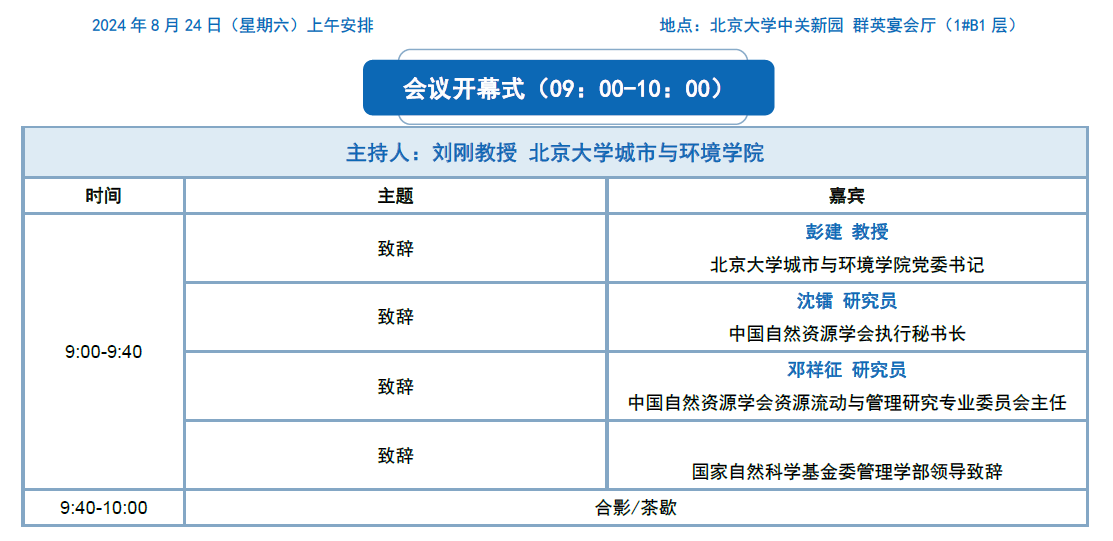 2024 年 8 月 24 日（星期六）上午安排
地点：北京大学中关新园 群英宴会厅（1#B1 层）
会议开幕式（09：00-10：00）
主持人：刘刚教授 北京大学城市与环境学院
时间 主题 嘉宾
9:00-9:40
致辞
彭建 教授
北京大学城市与环境学院党委书记
致辞
沈镭 研究员
中国自然资源学会执行秘书长
致辞
邓祥征 研究员
中国自然资源学会资源流动与管理研究专业委员会主任
致辞
国家自然科学基金委管理学部领导致辞
9:40-10:00 合影/茶歇